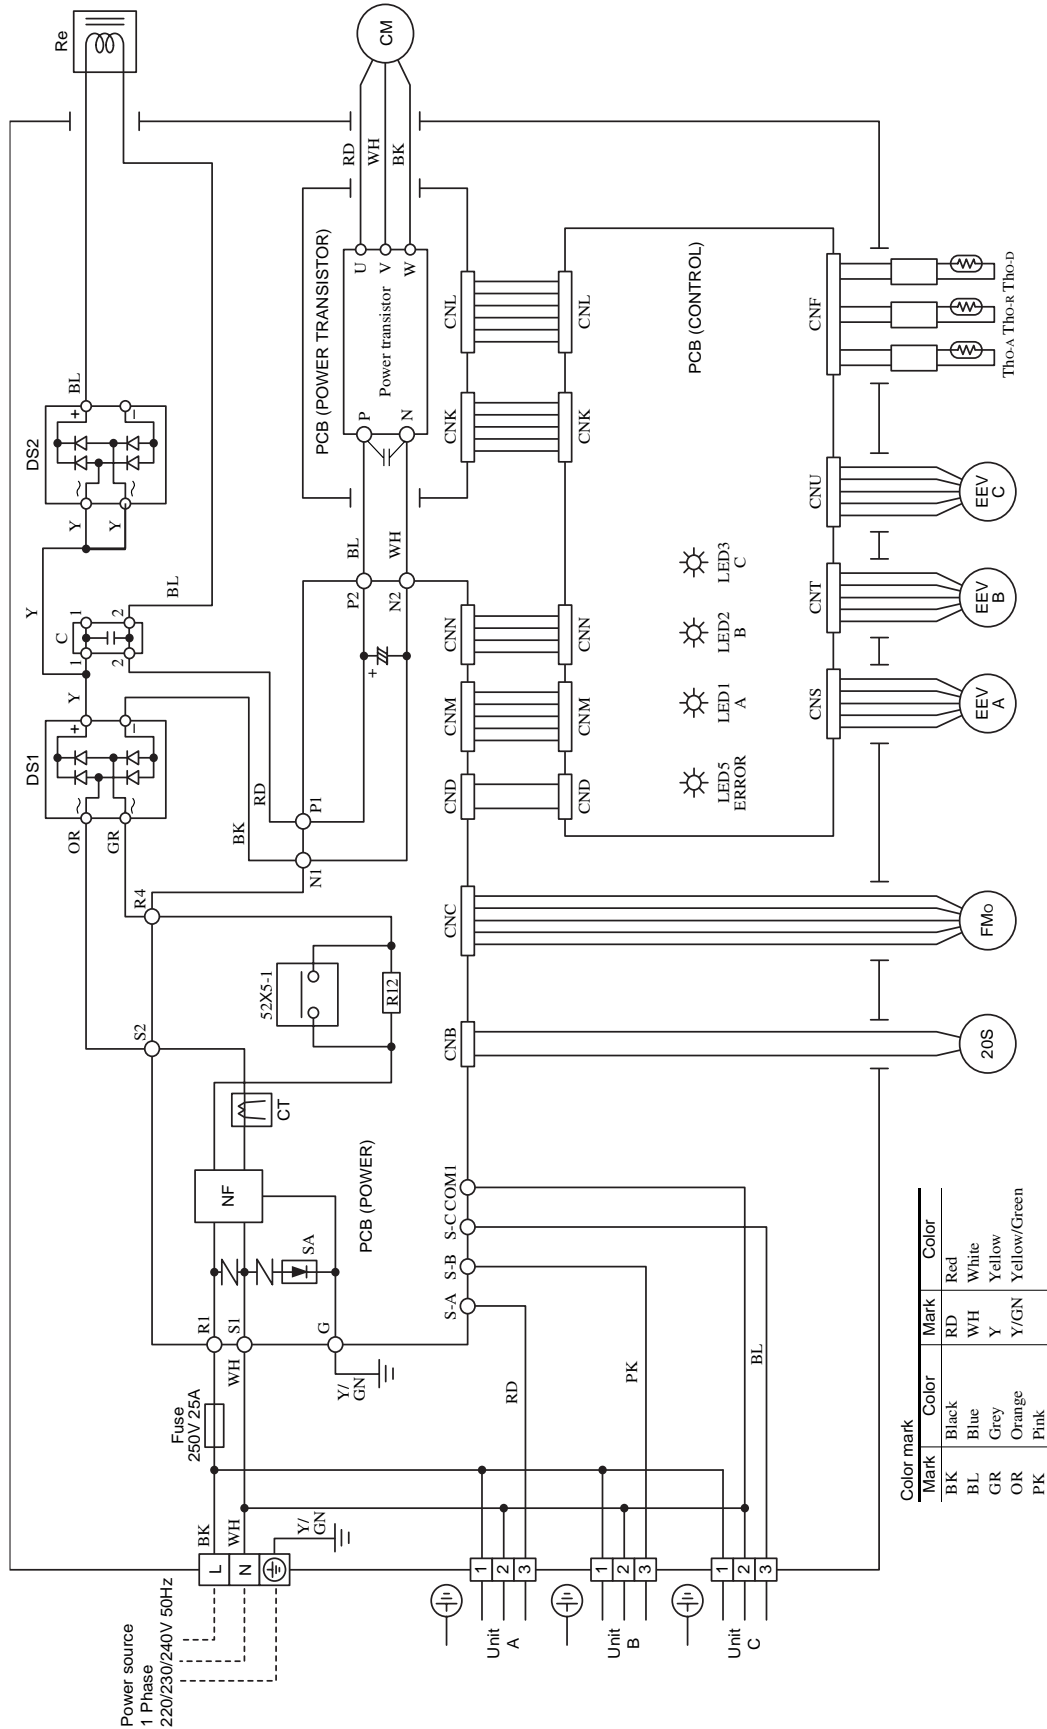 Power source
1 Phase
220/230/240V 50Hz
L
N
BK
WH
Y/
GN
Fuse
250V 25A
WH
R1
S1
G
Y/
GN
SA
NF
CT
PCB (POWER)
S2
R4
52X5-1
R12
OR
GR
DS1
~
~
+
−
Y
BK
RD
N1
P1
C
1
2
1
2
Y
BL
Y
Y
DS2
~
~
+
−
BL
Re
+
P2
N2
BL
WH
PCB (POWER TRANSISTOR)
P
N
Power transistor
U
V
W
RD
WH
BK
CM
S-A
S-B
S-C
COM1
CNB
CNC
CND
CNM
CNN
CNK
CNL
CND
CNM
CNN
CNK
CNL
PCB (CONTROL)
LED5
ERROR
LED1
A
LED2
B
LED3
C
CNS
CNT
CNU
CNF
20S
FMo
EEV
A
EEV
B
EEV
C
Tho-A
Tho-R
Tho-D
RD
PK
BL
1
2
3
Unit
A
1
2
3
Unit
B
1
2
3
Unit
C
Color mark
Mark Color Mark Color
BK Black RD Red
BL Blue WH White
GR Grey Y Yellow
OR Orange Y/GN Yellow/Green
PK Pink